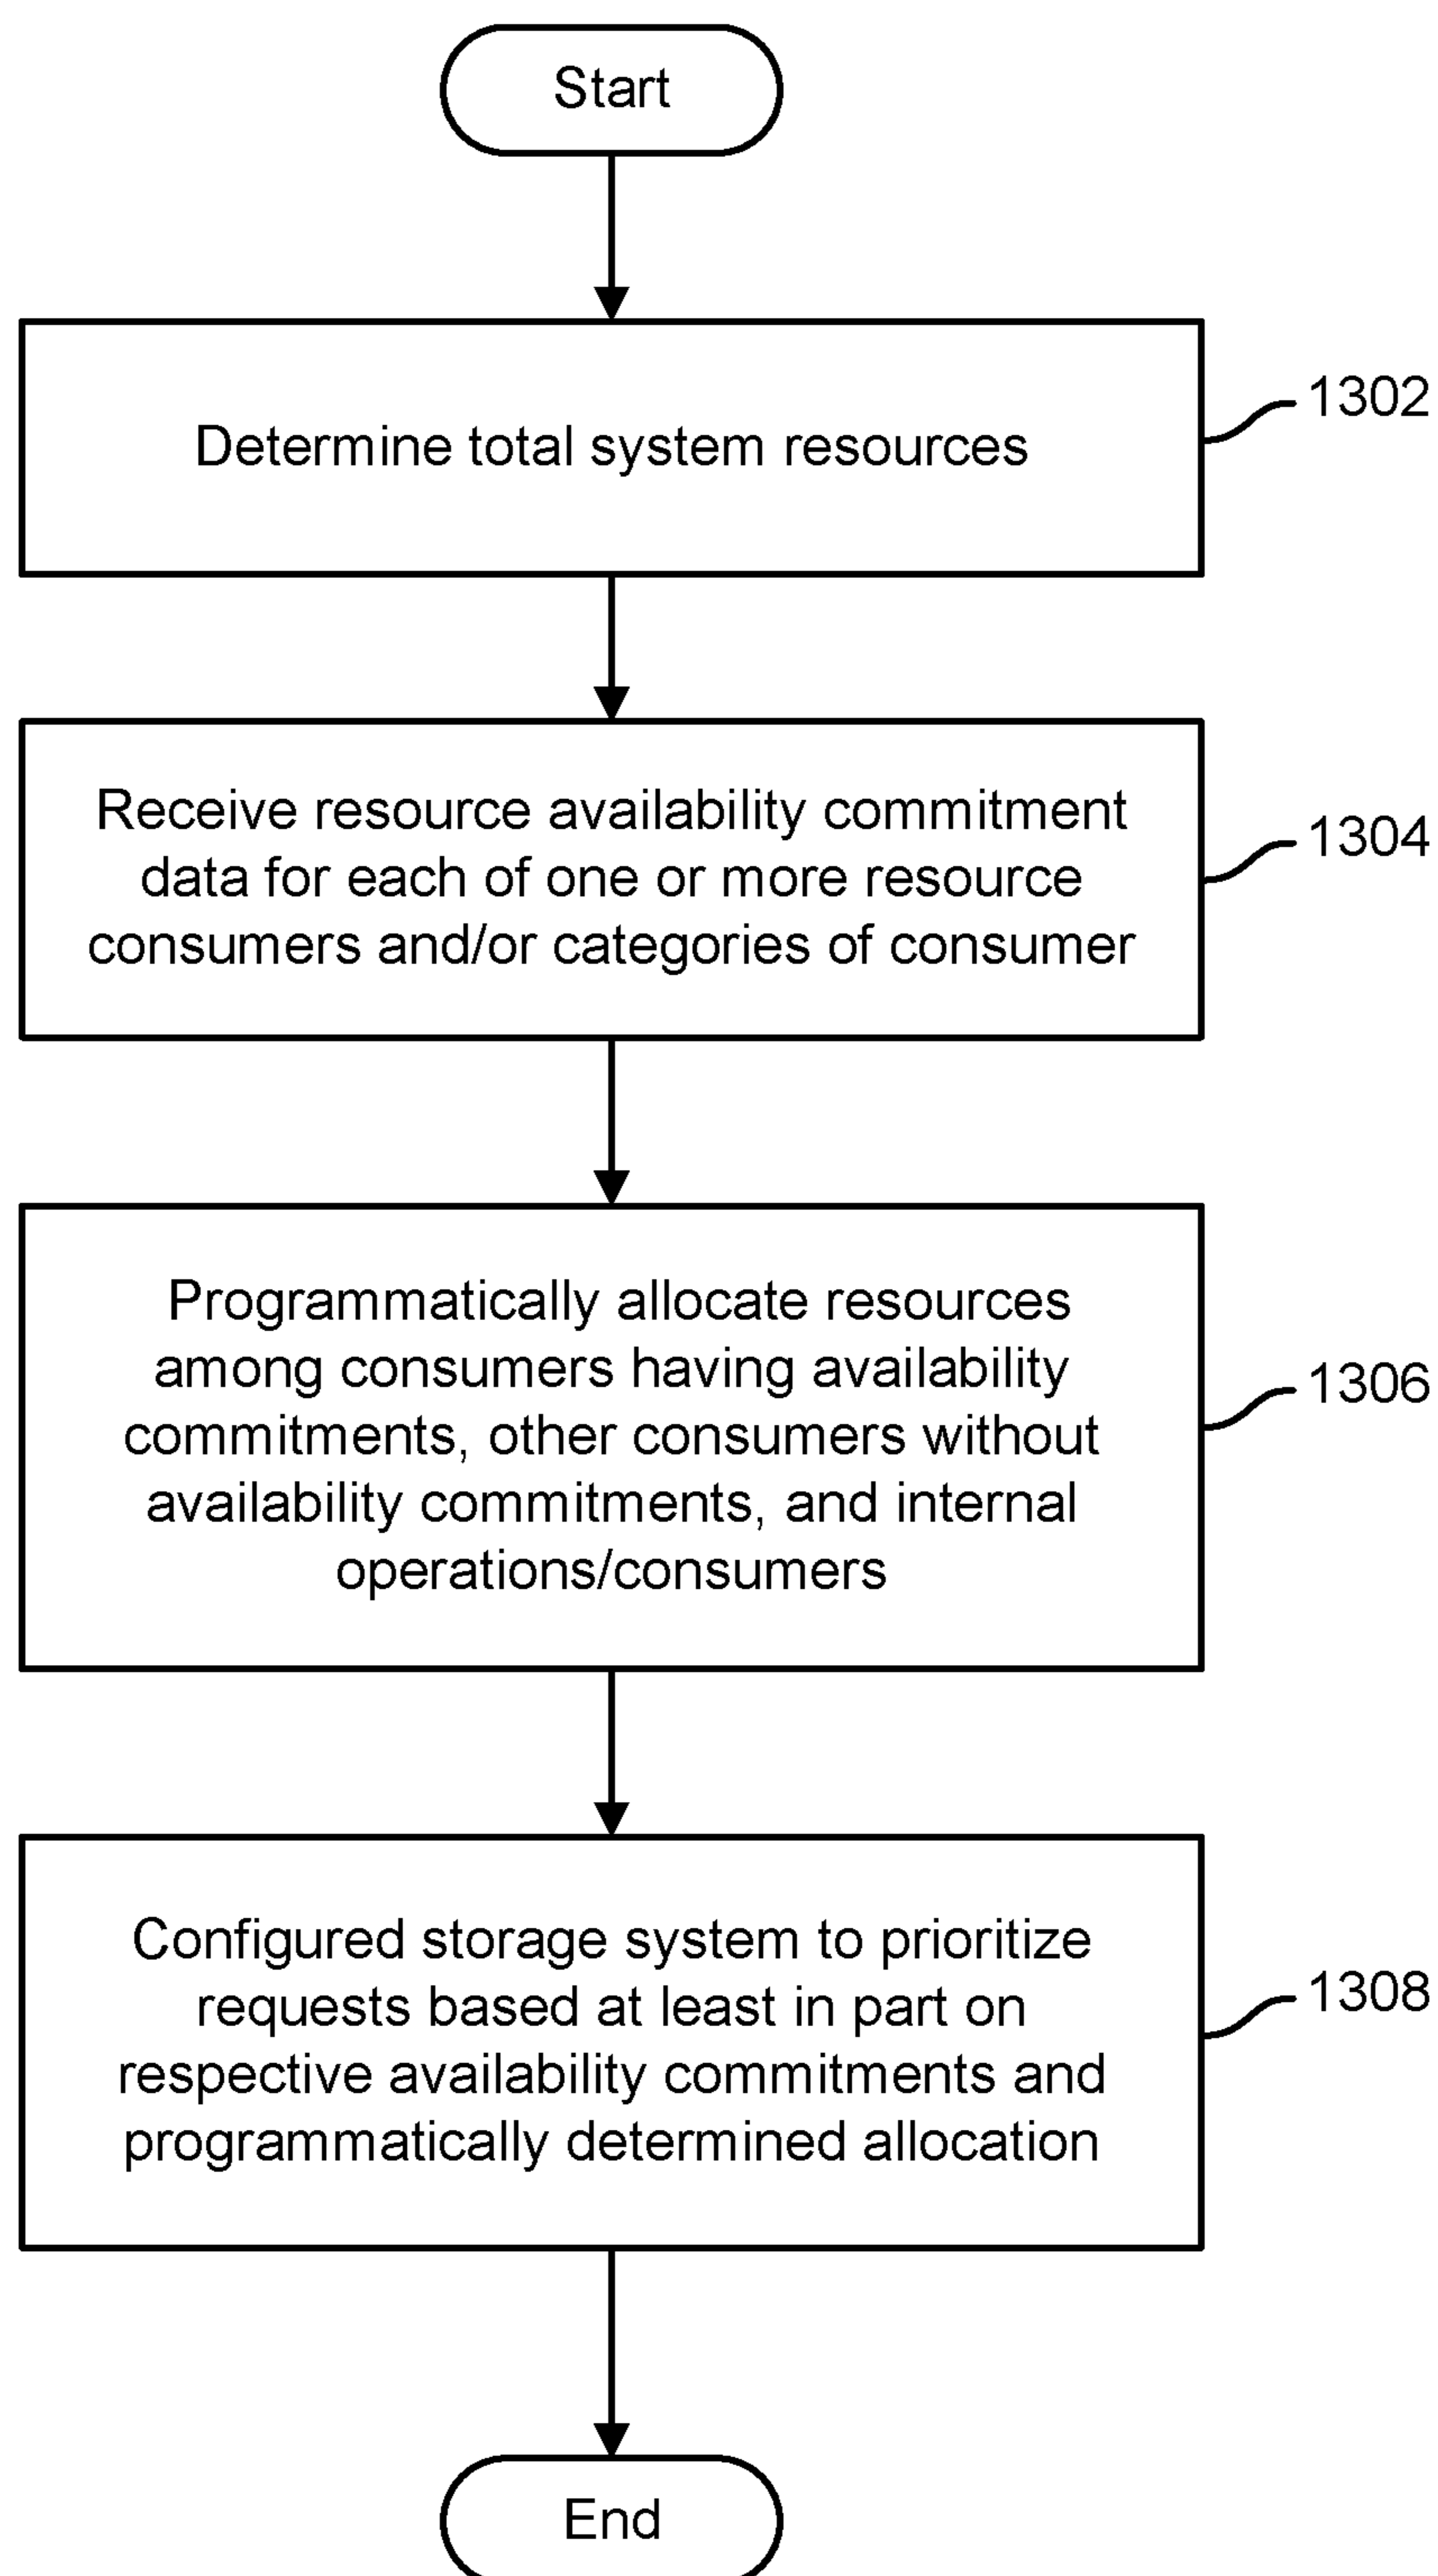 Start
Determine total system resources
1302
Receive resource availability commitment
data for each of one or more resource
consumers and/or categories of consumer
1304
Programmatically allocate resources
among consumers having availability
commitments, other consumers without
availability commitments, and internal
operations/consumers
1306
Configured storage system to prioritize
requests based at least in part on
respective availability commitments and
programmatically determined allocation
1308
End